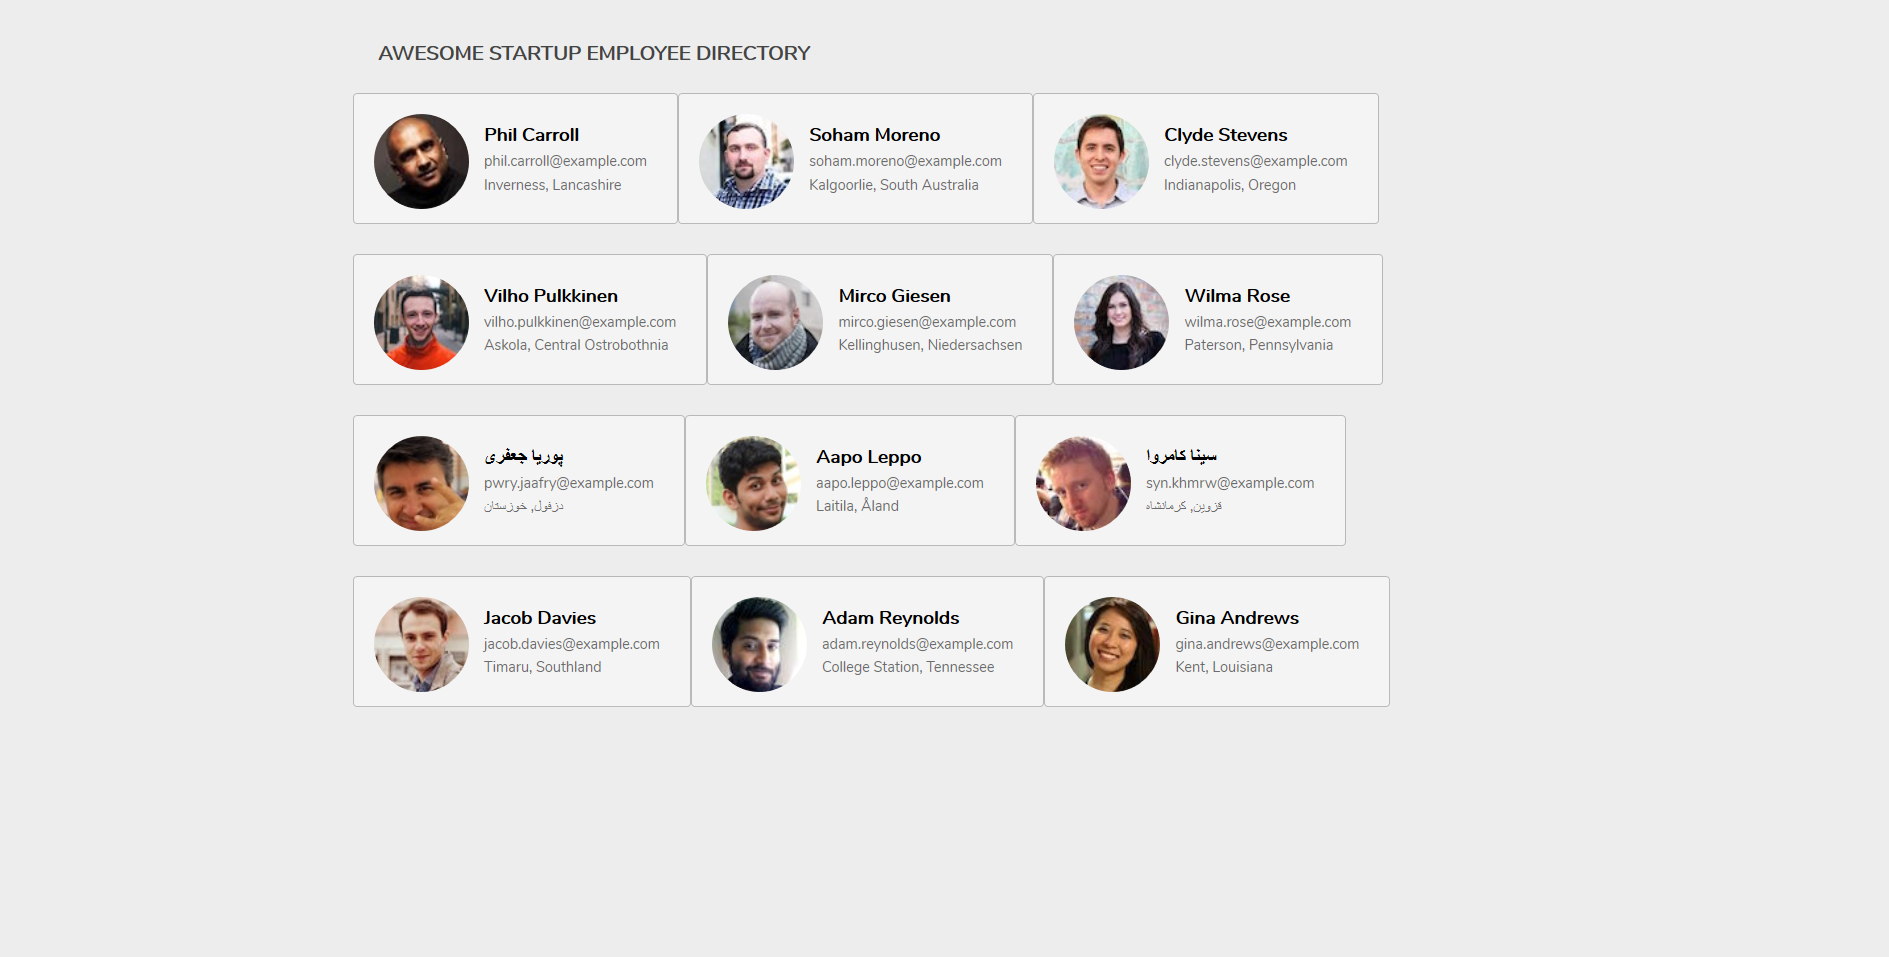 AWESOME STARTUP EMPLOYEE DIRECTORY
Phil Carroll
phil.carroll@example.com
Inverness, Lancashire
Soham Moreno
soham.moreno@example.com
Kalgoorlie, South Australia
Clyde Stevens
clyde.stevens@example.com
Indianapolis, Oregon
Vilho Pulkkinen
vilho.pulkkinen@example.com
Askola, Central Ostrobothnia
Mirco Giesen
mirco.giesen@example.com
Kellinghusen, Niedersachsen
Wilma Rose
wilma.rose@example.com
Paterson, Pennsylvania
پوریا جعفری
pwry.jaafry@example.com
دزفول, خوزستان
Aapo Leppo
aapo.leppo@example.com
Laitila, Åland
سینا کامروا
syn.khmrw@example.com
قزوین, کرمانشاه
Jacob Davies
jacob.davies@example.com
Timaru, Southland
Adam Reynolds
adam.reynolds@example.com
College Station, Tennessee
Gina Andrews
gina.andrews@example.com
Kent, Louisiana